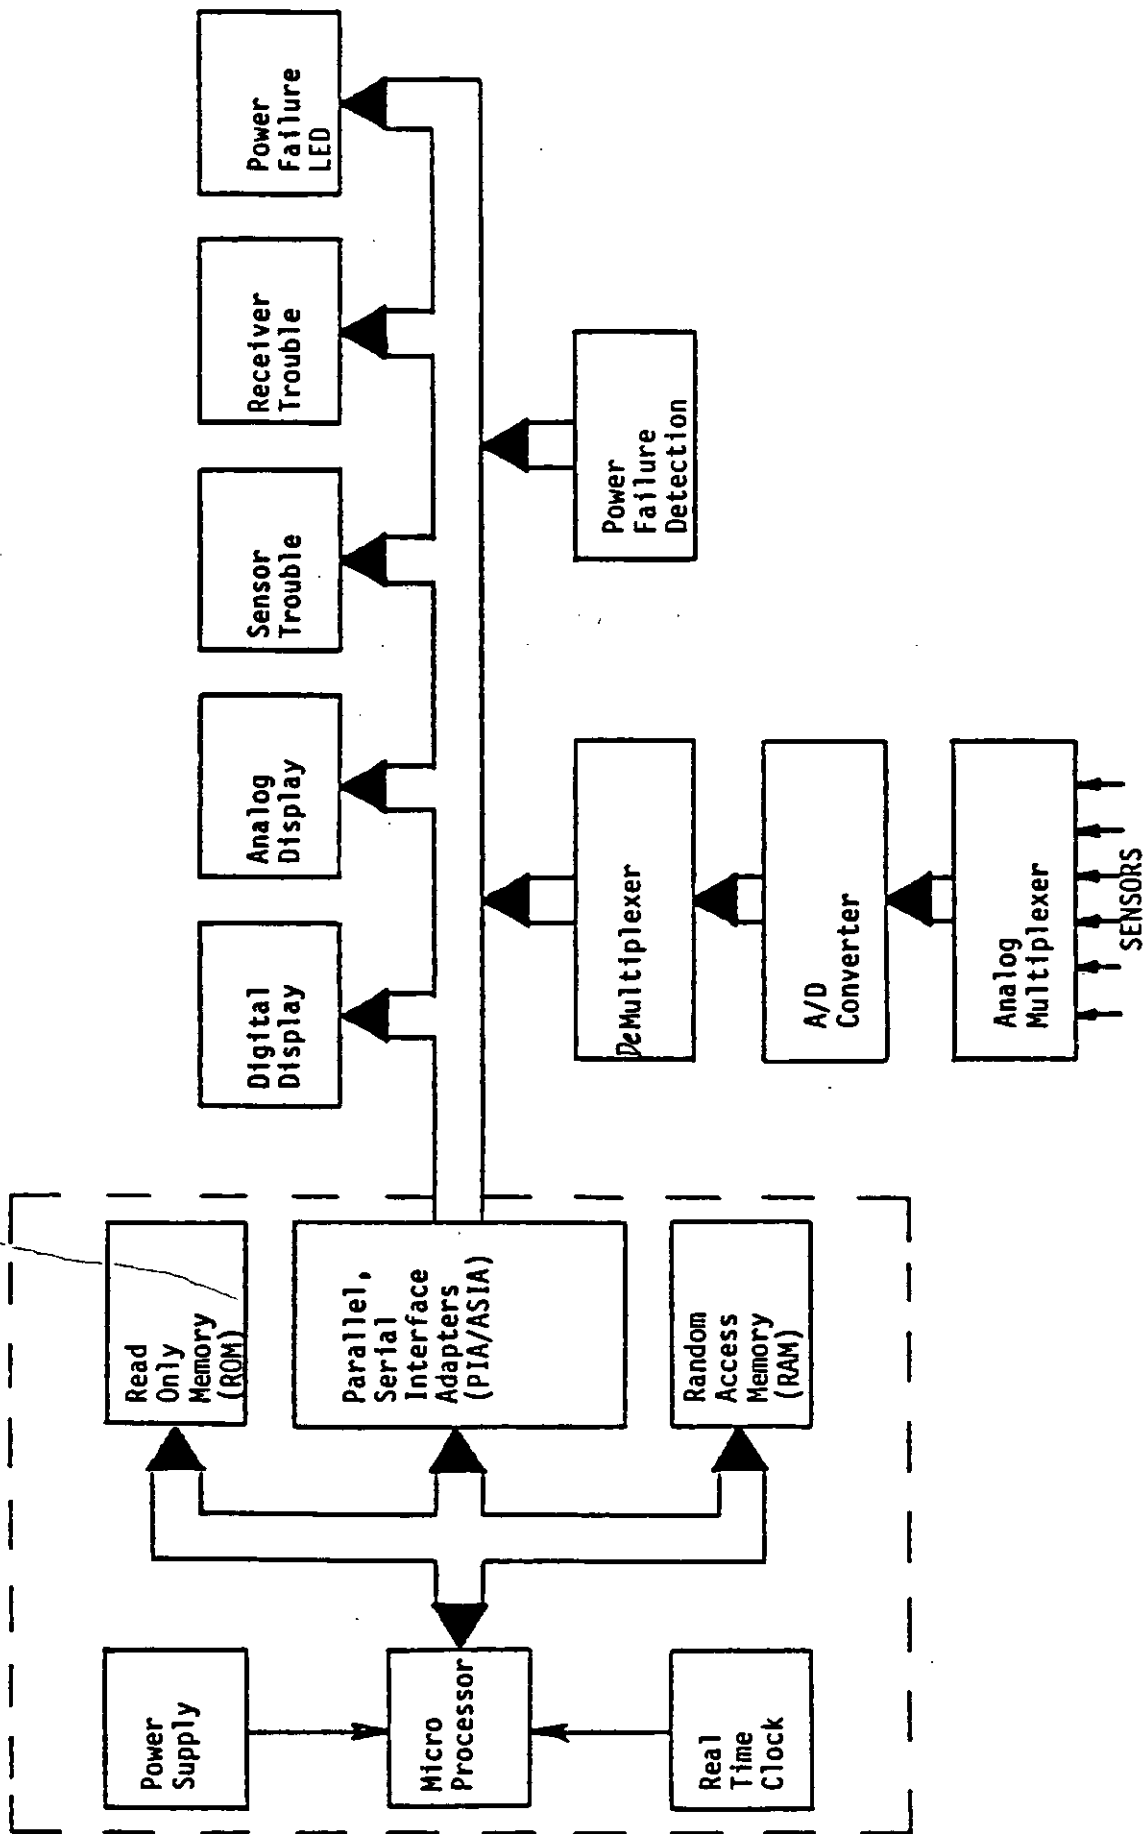 Power
Supply
Micro
Processor
Real
Time
Clock
Read
Only
Memory
(ROM)
Parallel,
Serial
Interface
Adapters
(PIA/ASIA)
Random
Access
Memory
(RAM)
Digital
Display
Analog
Display
Sensor
Trouble
Receiver
Trouble
Power
Failure
LED
DeMultiplexer
A/D
Converter
Analog
Multiplexer
SENSORS
Power
Failure
Detection